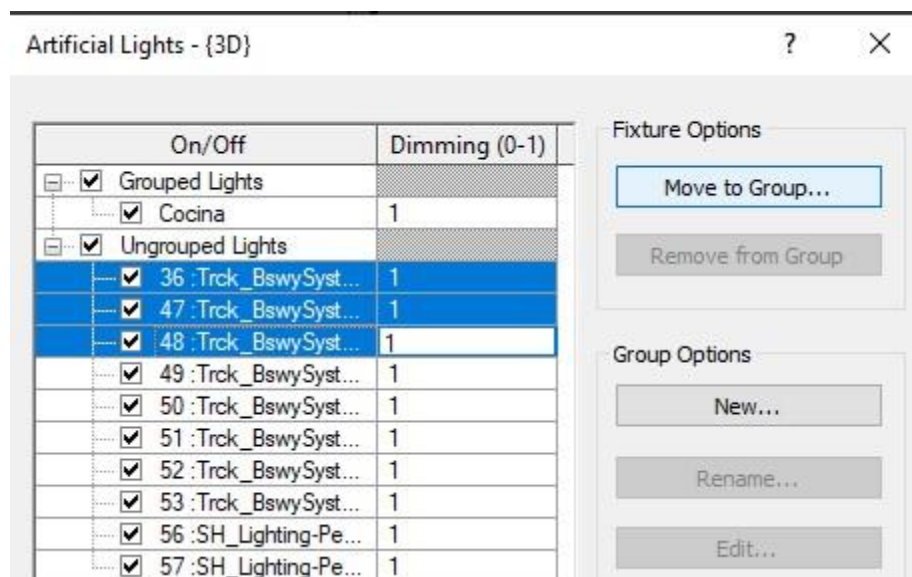 Artificial Lights - {3D} ? X
On/Off Dimming (0-1)
Grouped Lights
Cocina 1
Ungrouped Lights
36 :Trck_BswySyst... 1
47 :Trck_BswySyst... 1
48 :Trck_BswySyst... 1
49 :Trck_BswySyst... 1
50 :Trck_BswySyst... 1
51 :Trck_BswySyst... 1
52 :Trck_BswySyst... 1
53 :Trck_BswySyst... 1
56 :SH_Lighting-Pe... 1
57 :SH_Lighting-Pe... 1
Fixture Options
Move to Group...
Remove from Group
Group Options
New...
Rename...
Edit...